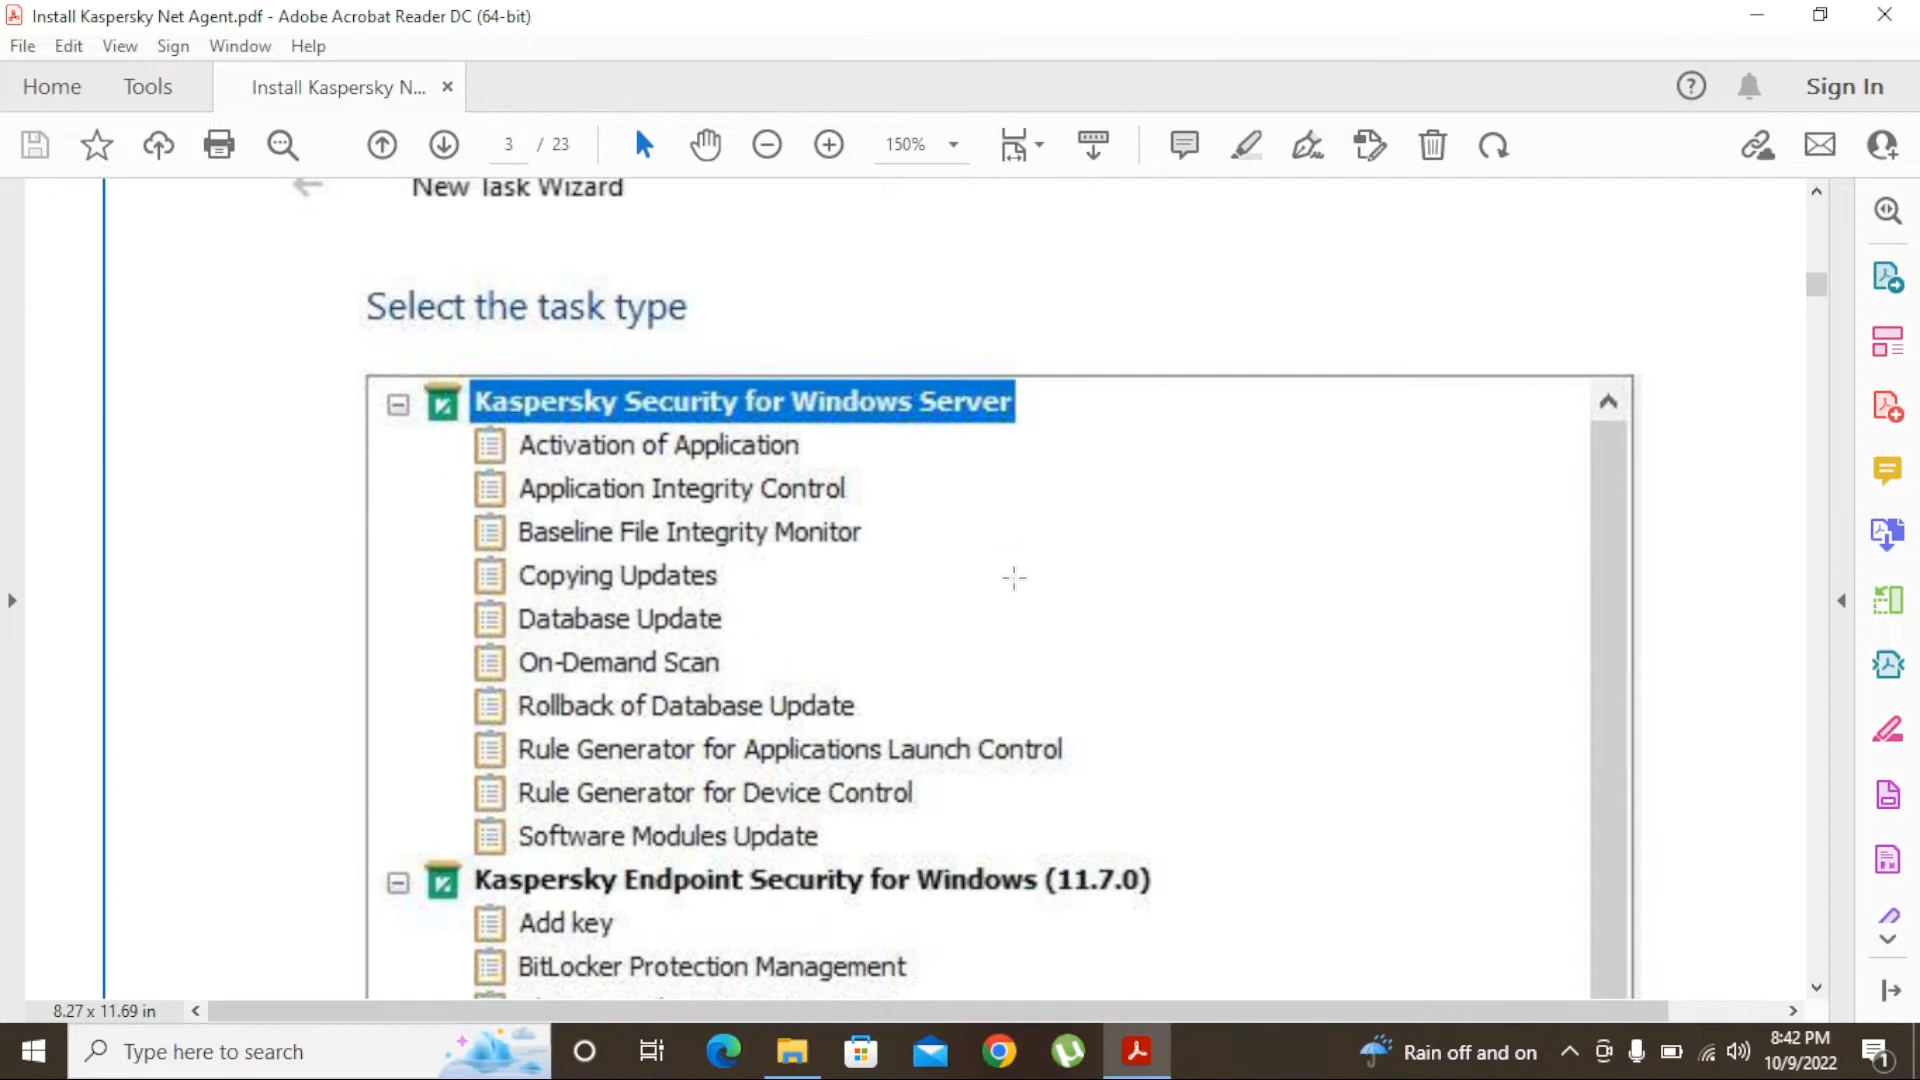 Install Kaspersky Net Agent.pdf - Adobe Acrobat Reader DC (64-bit)
File Edit View Sign Window Help
Home Tools Install Kaspersky N... Sign In
3 / 23 150%
New Task Wizard
Select the task type
Kaspersky Security for Windows Server
Activation of Application
Application Integrity Control
Baseline File Integrity Monitor
Copying Updates
Database Update
On-Demand Scan
Rollback of Database Update
Rule Generator for Applications Launch Control
Rule Generator for Device Control
Software Modules Update
Kaspersky Endpoint Security for Windows (11.7.0)
Add key
BitLocker Protection Management
8.27 x 11.69 in
Type here to search
Rain off and on
8:42 PM
10/9/2022
1